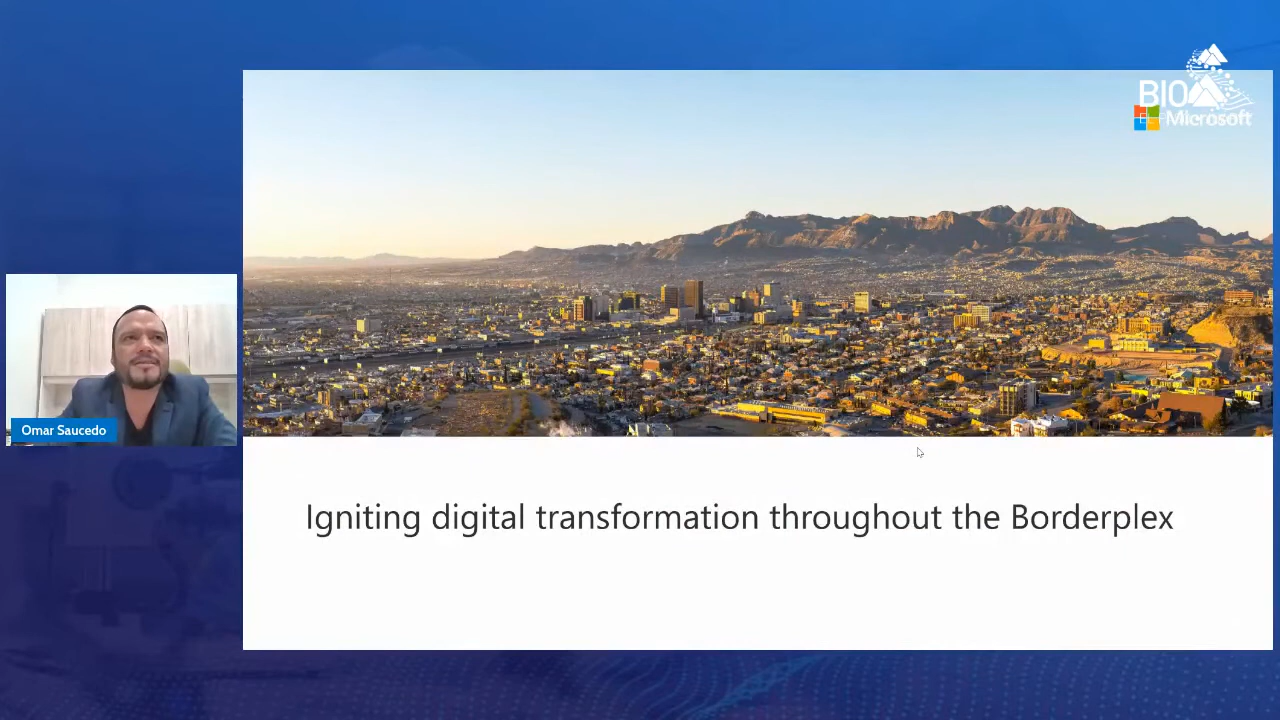 BIO
Microsoft
Omar Saucedo
Igniting digital transformation throughout the Borderplex